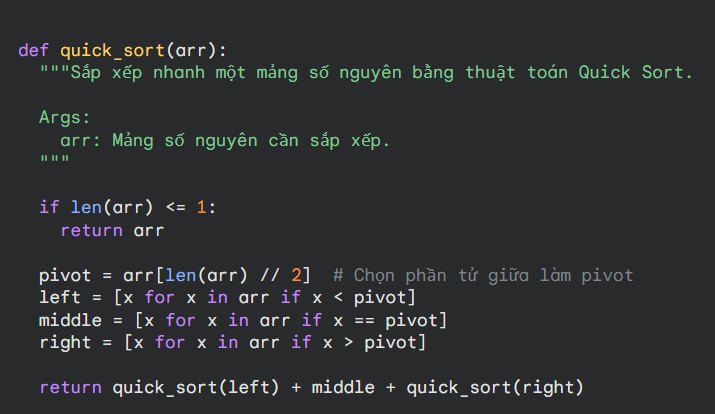 def quick_sort(arr):
"""Sắp xếp nhanh một mảng số nguyên bằng thuật toán Quick Sort.
Args:
arr: Mảng số nguyên cần sắp xếp.
"""
if len(arr) <= 1:
return arr
pivot = arr[len(arr) // 2]  # Chọn phần tử giữa làm pivot
left = [x for x in arr if x < pivot]
middle = [x for x in arr if x == pivot]
right = [x for x in arr if x > pivot]
return quick_sort(left) + middle + quick_sort(right)